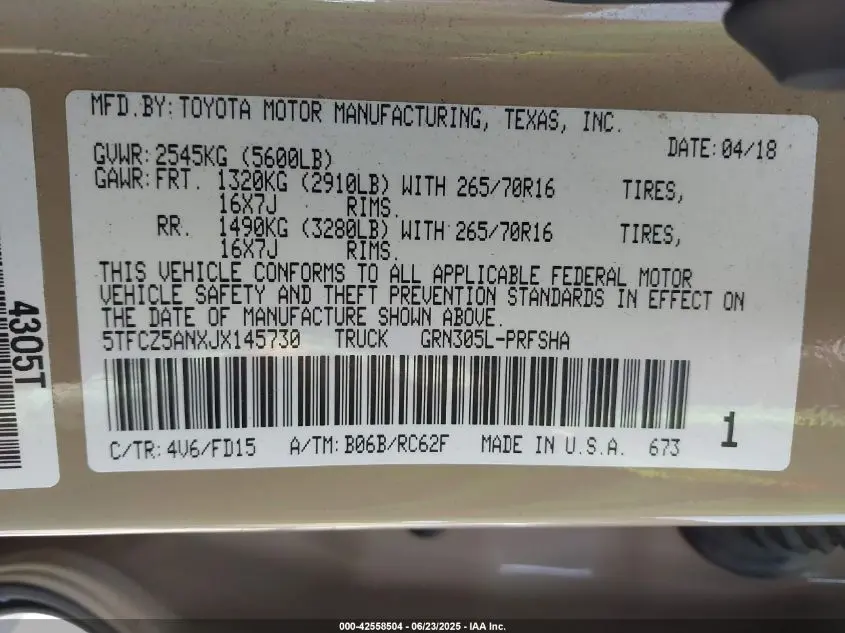 MFD.BY: TOYOTA MOTOR MANUFACTURING, TEXAS, INC.
DATE: 04/18
GVWR: 2545KG (5600LB)
GAWR: FRT. 1320KG (2910LB) WITH 265/70R16 TIRES,
16X7J RIMS.
RR. 1490KG (3280LB) WITH 265/70R16 TIRES,
16X7J RIMS.
THIS VEHICLE CONFORMS TO ALL APPLICABLE FEDERAL MOTOR
VEHICLE SAFETY AND THEFT PREVENTION STANDARDS IN EFFECT ON
THE DATE OF MANUFACTURE SHOWN ABOVE.
5TFCZ5ANXJX145730 TRUCK GRN305L-PRFSHA
C/TR: 4V6/FD15 A/TM: B06B/RC62F MADE IN U.S.A. 673
1
4305T
000-42558504 - 06/23/2025 - IAA Inc.